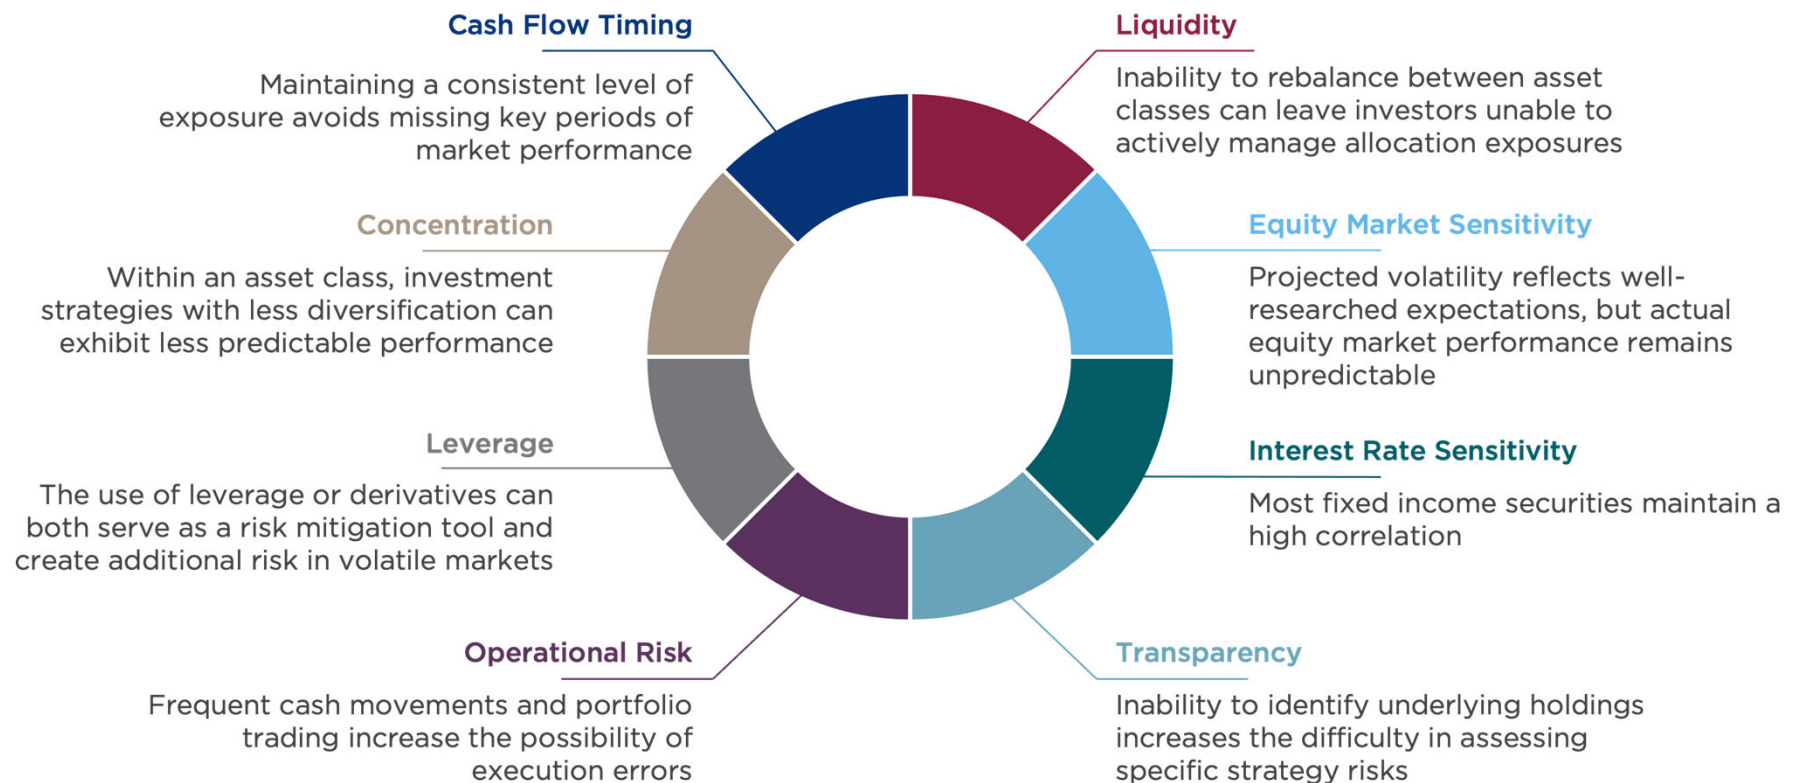 Cash Flow Timing
Maintaining a consistent level of
exposure avoids missing key periods of
market performance
Liquidity
Inability to rebalance between asset
classes can leave investors unable to
actively manage allocation exposures
Concentration
Within an asset class, investment
strategies with less diversification can
exhibit less predictable performance
Equity Market Sensitivity
Projected volatility reflects well-
researched expectations, but actual
equity market performance remains
unpredictable
Leverage
The use of leverage or derivatives can
both serve as a risk mitigation tool and
create additional risk in volatile markets
Interest Rate Sensitivity
Most fixed income securities maintain a
high correlation
Operational Risk
Frequent cash movements and portfolio
trading increase the possibility of
execution errors
Transparency
Inability to identify underlying holdings
increases the difficulty in assessing
specific strategy risks